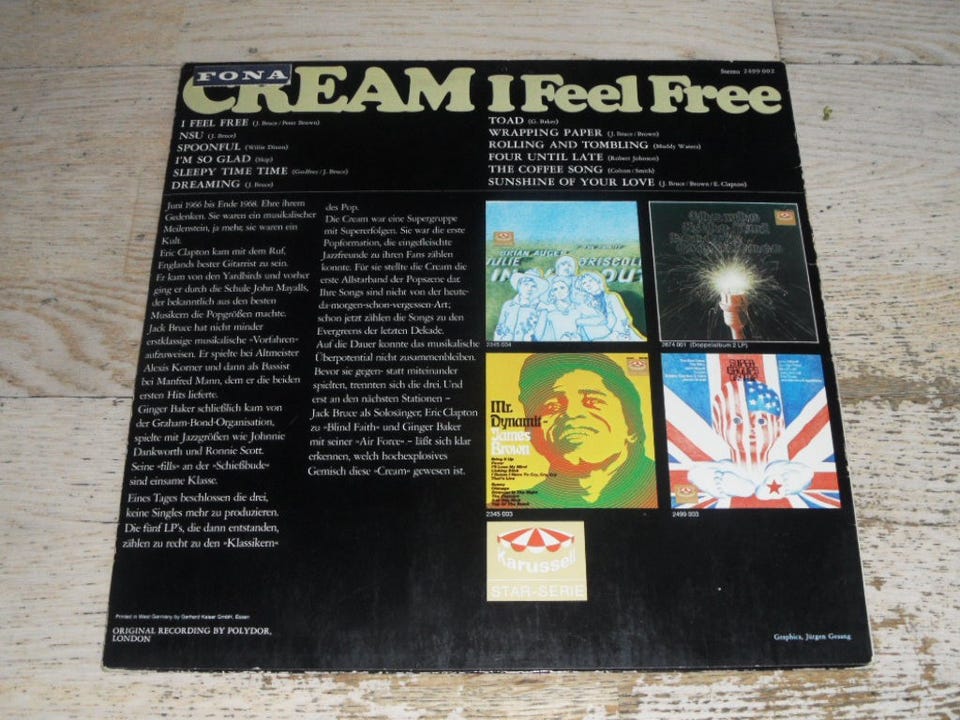 FONA
CREAM I Feel Free
Stereo 2499 002
I FEEL FREE (J. Bruce/Peter Brown)
NSU (J. Bruce)
SPOONFUL (Willie Dixon)
I'M SO GLAD (Skip)
SLEEPY TIME TIME (Godfrey/J. Bruce)
DREAMING (J. Bruce)
TOAD (G. Baker)
WRAPPING PAPER (J. Bruce/Brown)
ROLLING AND TOMBLING (Muddy Waters)
FOUR UNTIL LATE (Robert Johnson)
THE COFFEE SONG (Colton/Smith)
SUNSHINE OF YOUR LOVE (J. Bruce/Brown/E. Clapton)
Juni 1966 bis Ende 1968. Ehre ihrem
Gedenken. Sie waren ein musikalischer
Meilenstein, ja mehr, sie waren ein
Kult.
Eric Clapton kam mit dem Ruf,
Englands bester Gitarrist zu sein.
Er kam von den Yardbirds und vorher
ging er durch die Schule John Mayalls,
der bekanntlich aus den besten
Musikern die Popgrößen machte.
Jack Bruce hat nicht minder
erstklassige musikalische »Vorfahren«
aufzuweisen. Er spielte bei Altmeister
Alexis Korner und dann als Bassist
bei Manfred Mann, dem er die beiden
ersten Hits lieferte.
Ginger Baker schließlich kam von
der Graham-Bond-Organisation,
spielte mit Jazzgrößen wie Johnnie
Dankworth und Ronnie Scott.
Seine »fills« an der »Schießbude«
sind einsame Klasse.
Eines Tages beschlossen die drei,
keine Singles mehr zu produzieren.
Die fünf LP's, die dann entstanden,
zählen zu recht zu den »Klassikern«
des Pop.
Die Cream war eine Supergruppe
mit Supererfolgen. Sie war die erste
Popformation, die eingefleischte
Jazzfreunde zu ihren Fans zählen
konnte. Für sie stellte die Cream die
erste Allstarband der Popszene dar.
Ihre Songs sind nicht von der heute-
da-morgen-schon-vergessen-Art;
schon jetzt zählen die Songs zu den
Evergreens der letzten Dekade.
Auf die Dauer konnte das musikalische
Überpotential nicht zusammenbleiben.
Bevor sie gegen- statt miteinander
spielten, trennten sich die drei. Und
erst an den nächsten Stationen –
Jack Bruce als Solosänger, Eric Clapton
zu »Blind Faith« und Ginger Baker
mit seiner »Air Force« – läßt sich klar
erkennen, welch hochexplosives
Gemisch diese »Cream« gewesen ist.
BRIAN AUGER
JULIE DRISCOLL
2345 004
2674 001 (Doppelalbum 2 LP)
Mr.
Dynamit-
James
Brown
2345 003
SUPER
2499 003
Karussell
STAR-SERIE
Printed in West Germany by Gerhard Kaiser GmbH, Essen
ORIGINAL RECORDING BY POLYDOR,
LONDON
Graphics, Jürgen Gesang